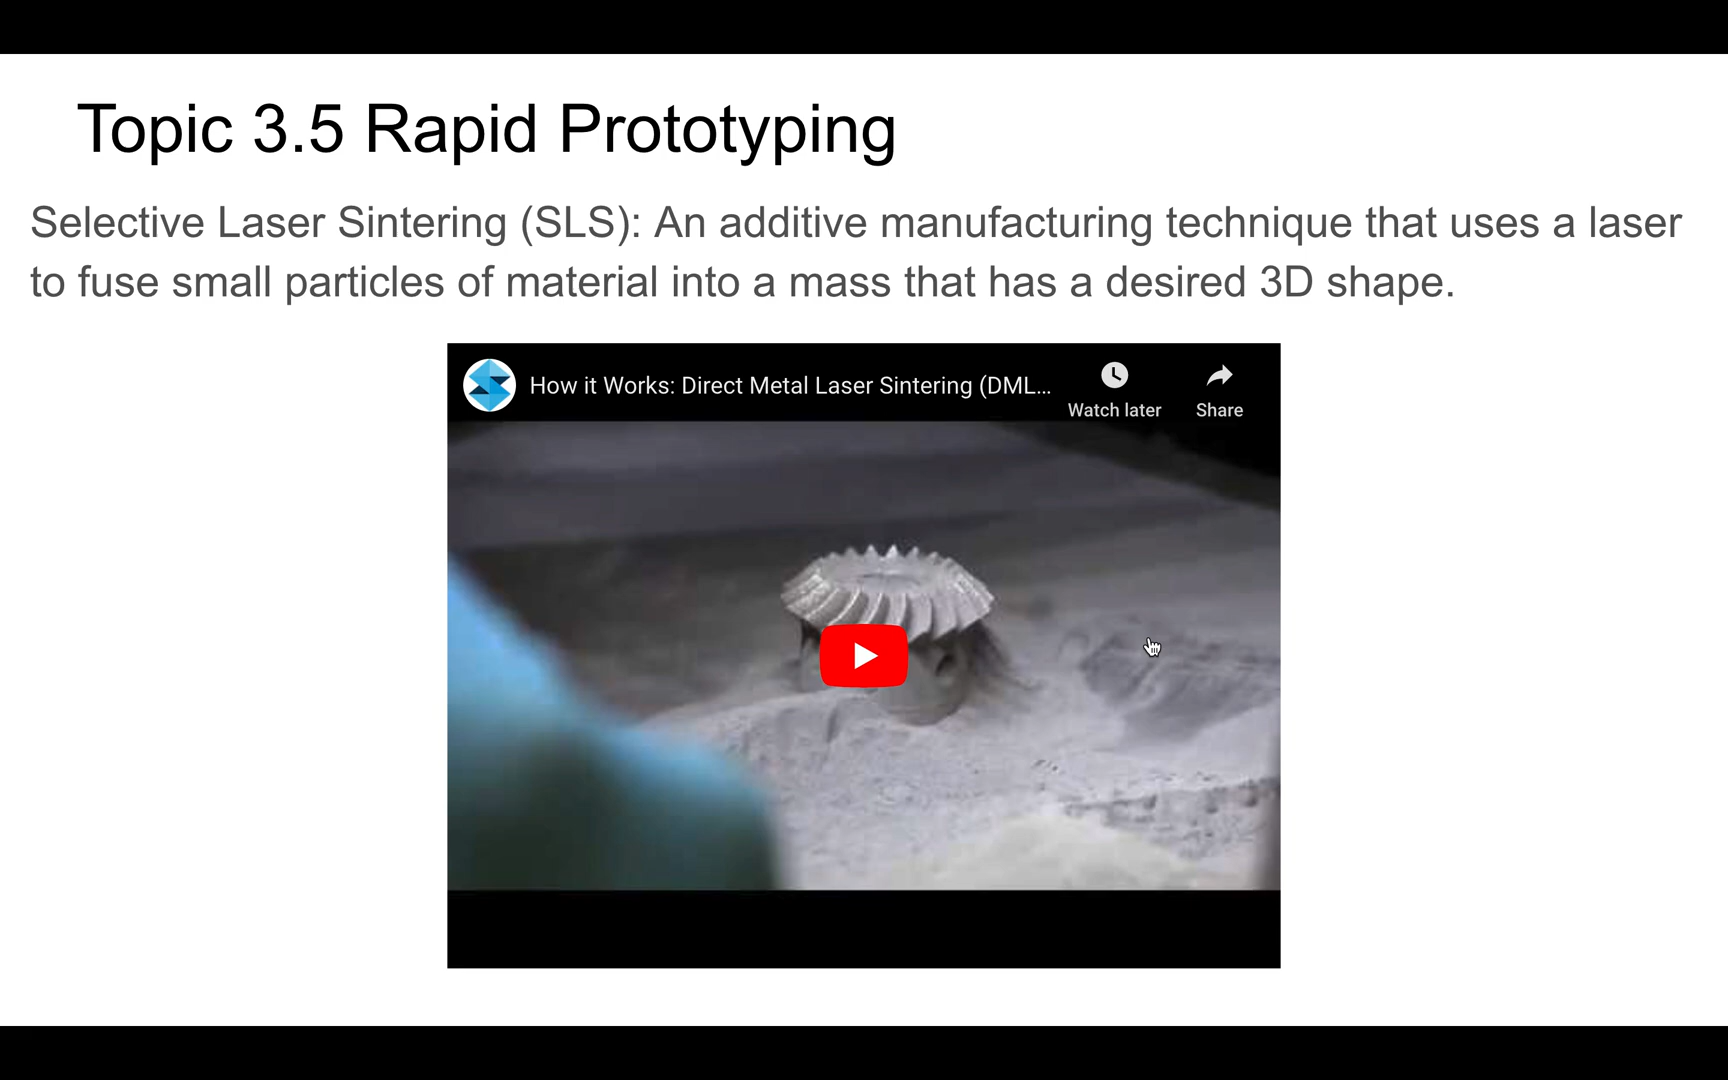 Topic 3.5 Rapid Prototyping
Selective Laser Sintering (SLS): An additive manufacturing technique that uses a laser
to fuse small particles of material into a mass that has a desired 3D shape.
How it Works: Direct Metal Laser Sintering (DML...
Watch later
Share